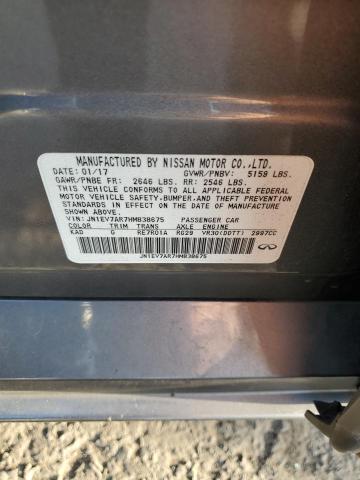 MANUFACTURED BY NISSAN MOTOR CO.,LTD.
DATE: 01/17 GVWR/PNBV: 5159 LBS.
GAWR/PNBE FR: 2646 LBS. RR: 2546 LBS.
THIS VEHICLE CONFORMS TO ALL APPLICABLE FEDERAL
MOTOR VEHICLE SAFETY,BUMPER,AND THEFT PREVENTION
STANDARDS IN EFFECT ON THE DATE OF MANUFACTURE
SHOWN ABOVE.
VIN: JN1EV7AR7HM838675 PASSENGER CAR
COLOR TRIM TRANS AXLE ENGINE
KAD G RE7R01A RG29 VR30(DDTT) 2997CC
JN1EV7AR7HM838675